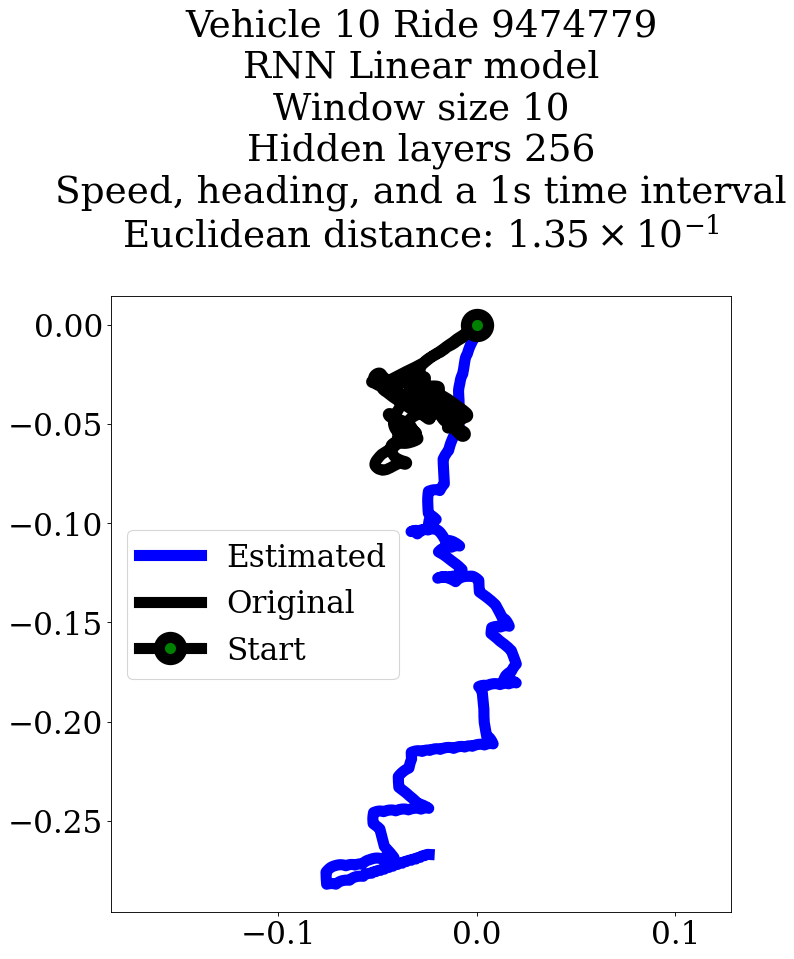 Vehicle 10 Ride 9474779
RNN Linear model
Window size 10
Hidden layers 256
Speed, heading, and a 1s time interval
Euclidean distance: 1.35 × 10⁻¹
0.00
−0.05
−0.10
−0.15
−0.20
−0.25
Estimated
Original
Start
−0.1
0.0
0.1